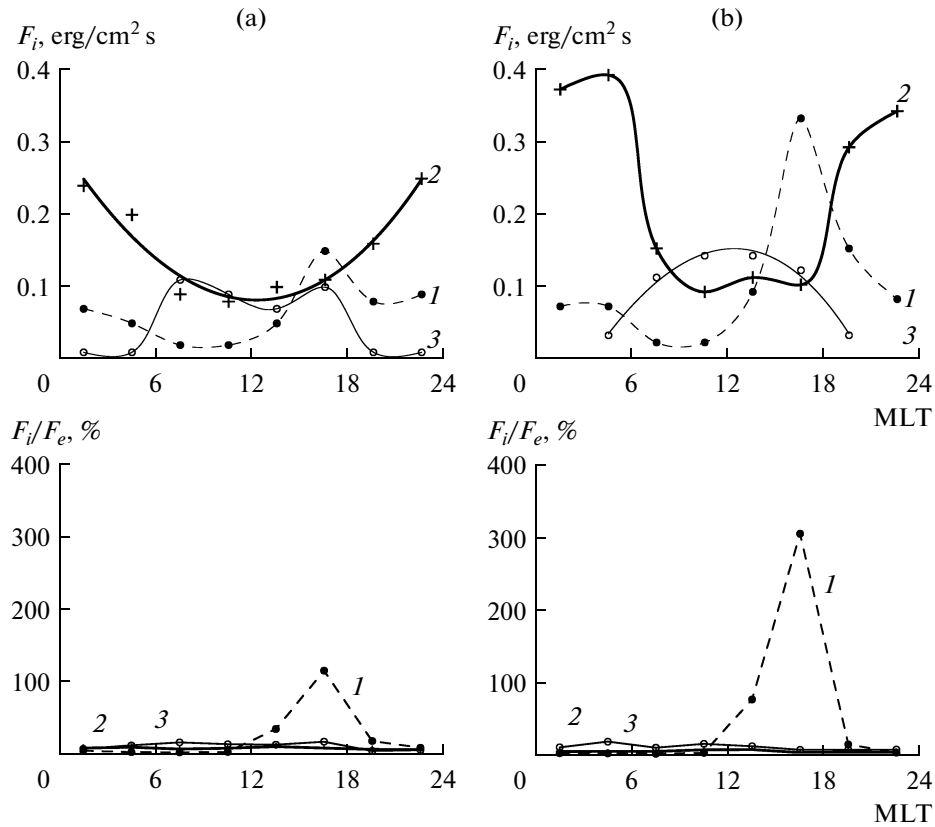 (a) (b)
F_i, erg/cm² s F_i, erg/cm² s
0.4 0.4
2
0.3 0.3
2
0.2 0.2
1 1
0.1 0.1
3 3
0 6 12 18 24 0 6 12 18 24
MLT
F_i/F_e, % F_i/F_e, %
400 400
300 300
1
200 200
100 1 100
2 3 2 3
0 6 12 18 24 0 6 12 18 24
MLT